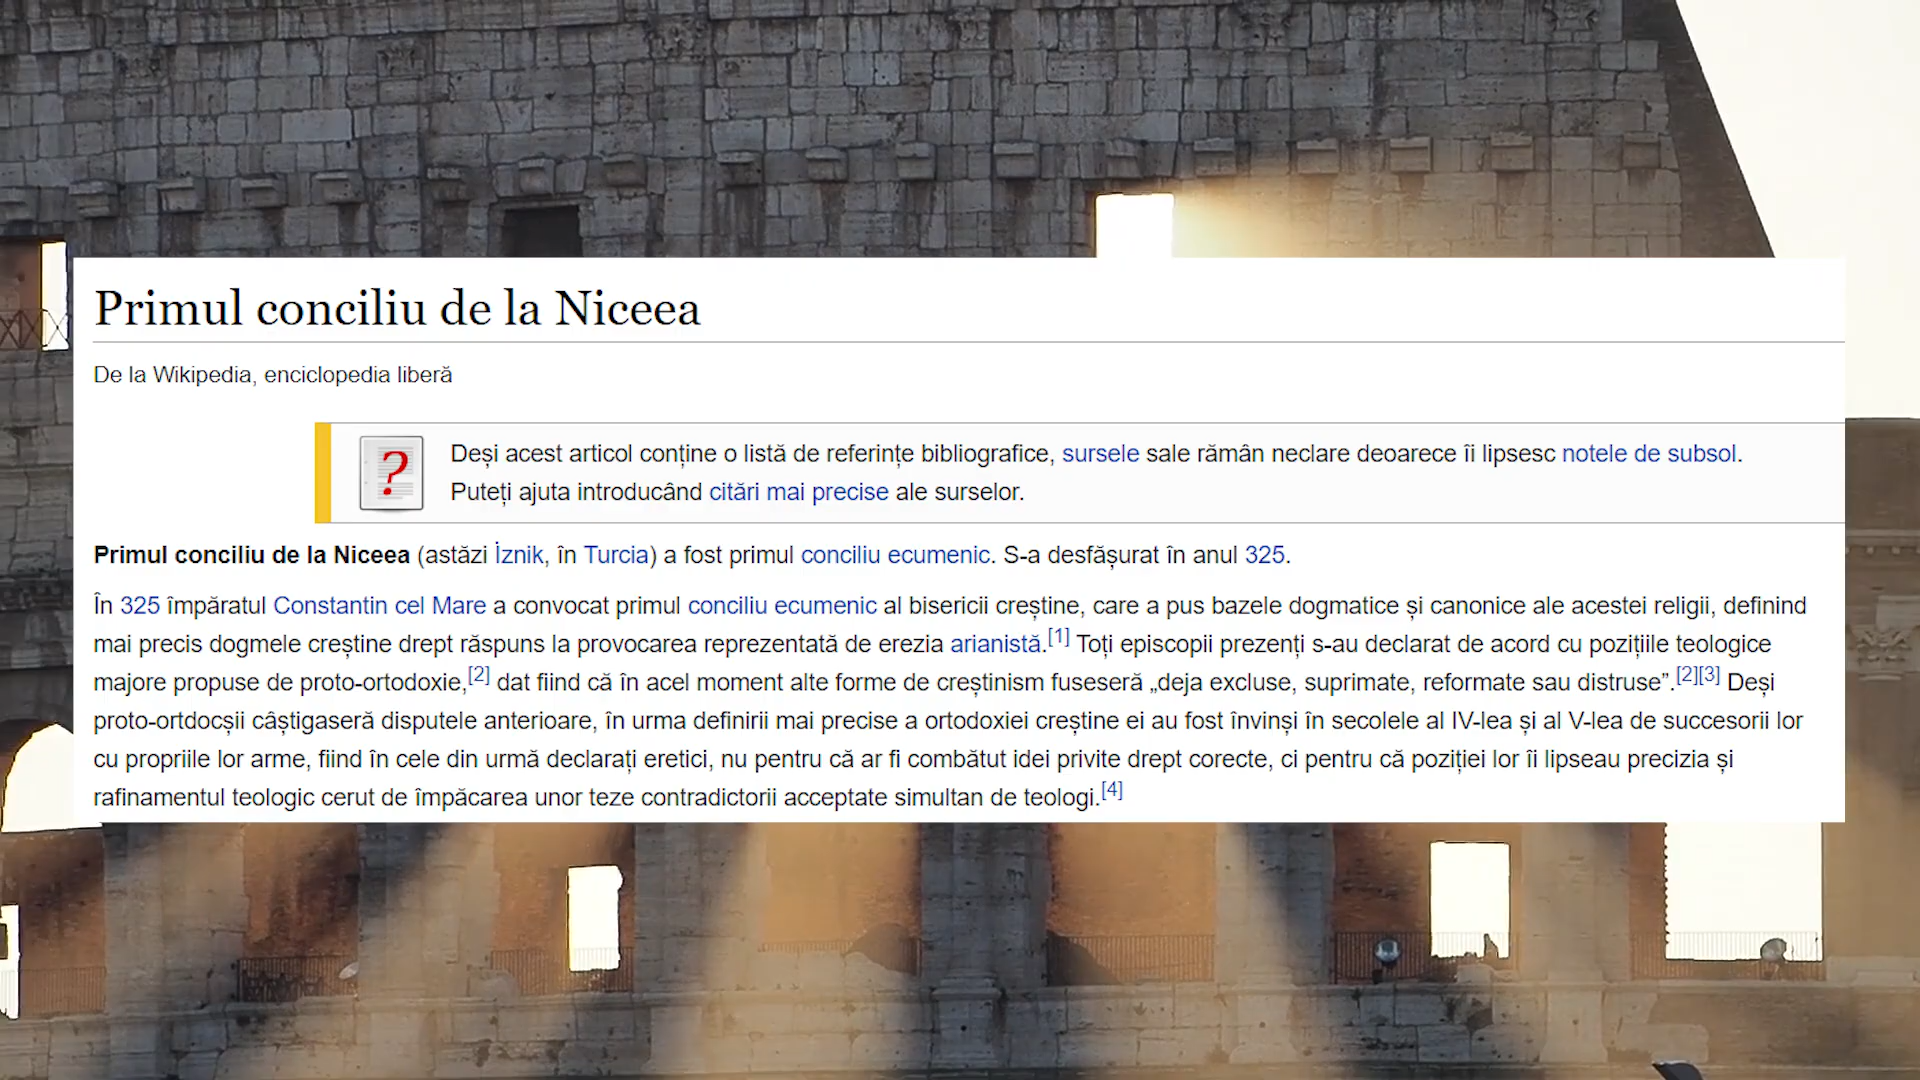 Primul conciliu de la Niceea
De la Wikipedia, enciclopedia liberă
Deși acest articol conține o listă de referințe bibliografice, sursele sale rămân neclare deoarece îi lipsesc notele de subsol.
Puteți ajuta introducând citări mai precise ale surselor.
Primul conciliu de la Niceea (astăzi İznik, în Turcia) a fost primul conciliu ecumenic. S-a desfășurat în anul 325.
În 325 împăratul Constantin cel Mare a convocat primul conciliu ecumenic al bisericii creștine, care a pus bazele dogmatice și canonice ale acestei religii, definind
mai precis dogmele creștine drept răspuns la provocarea reprezentată de erezia arianistă.[1] Toți episcopii prezenți s-au declarat de acord cu pozițiile teologice
majore propuse de proto-ortodoxie,[2] dat fiind că în acel moment alte forme de creștinism fuseseră „deja excluse, suprimate, reformate sau distruse”.[2][3] Deși
proto-ortdocșii câștigaseră disputele anterioare, în urma definirii mai precise a ortodoxiei creștine ei au fost învinși în secolele al IV-lea și al V-lea de succesorii lor
cu propriile lor arme, fiind în cele din urmă declarați eretici, nu pentru că ar fi combătut idei privite drept corecte, ci pentru că poziției lor îi lipseau precizia și
rafinamentul teologic cerut de împăcarea unor teze contradictorii acceptate simultan de teologi.[4]